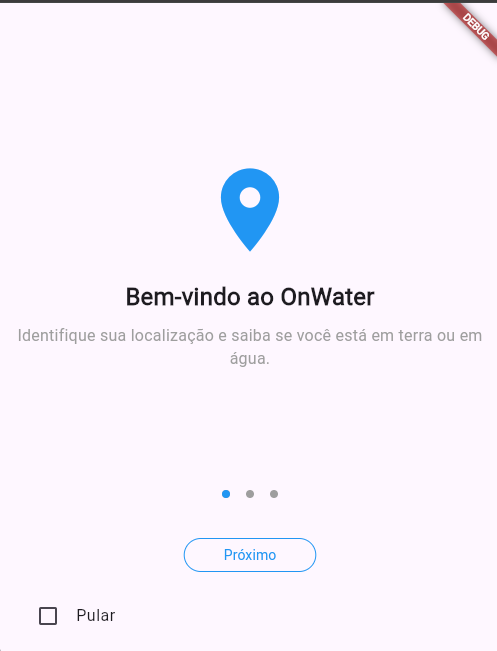 DEBUG
Bem-vindo ao OnWater
Identifique sua localização e saiba se você está em terra ou em
água.
Próximo
Pular